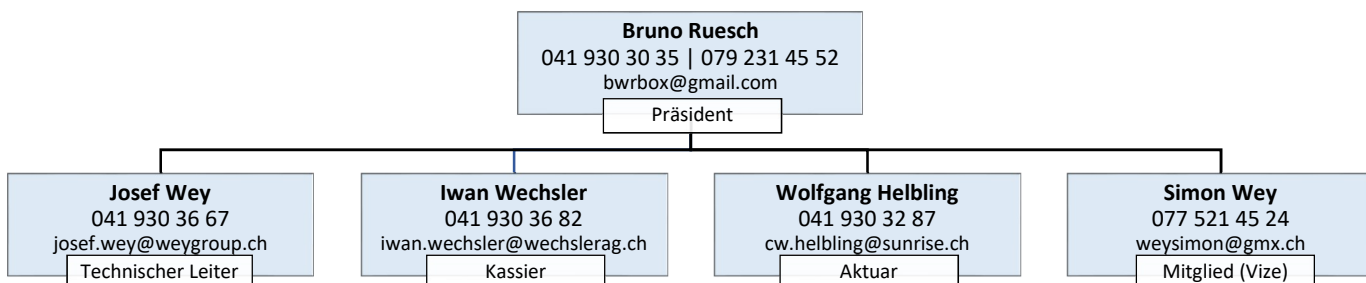 Bruno Ruesch
041 930 30 35 | 079 231 45 52
bwrbox@gmail.com
Präsident
Josef Wey
041 930 36 67
josef.wey@weygroup.ch
Technischer Leiter
Iwan Wechsler
041 930 36 82
iwan.wechsler@wechslerag.ch
Kassier
Wolfgang Helbling
041 930 32 87
cw.helbling@sunrise.ch
Aktuar
Simon Wey
077 521 45 24
weysimon@gmx.ch
Mitglied (Vize)